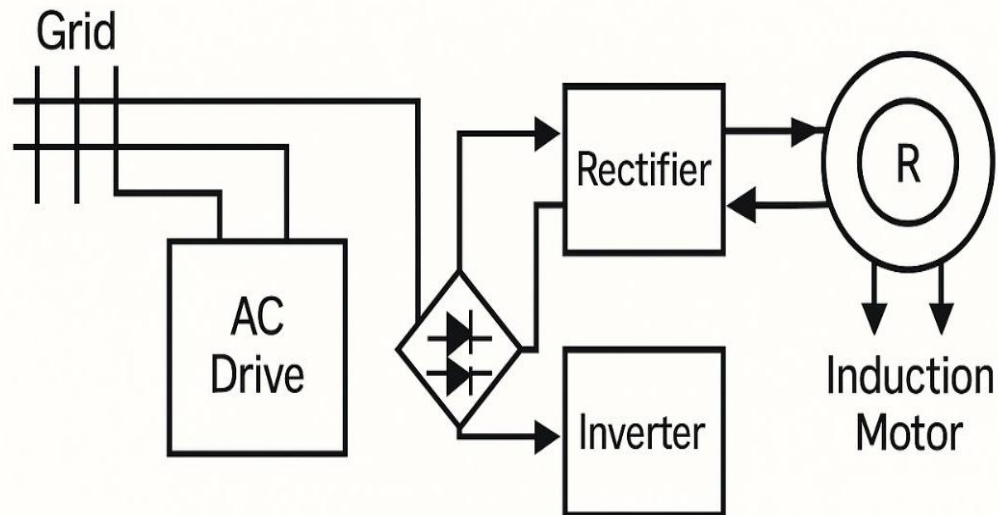 Grid
AC
Drive
Rectifier
R
Inverter
Induction
Motor